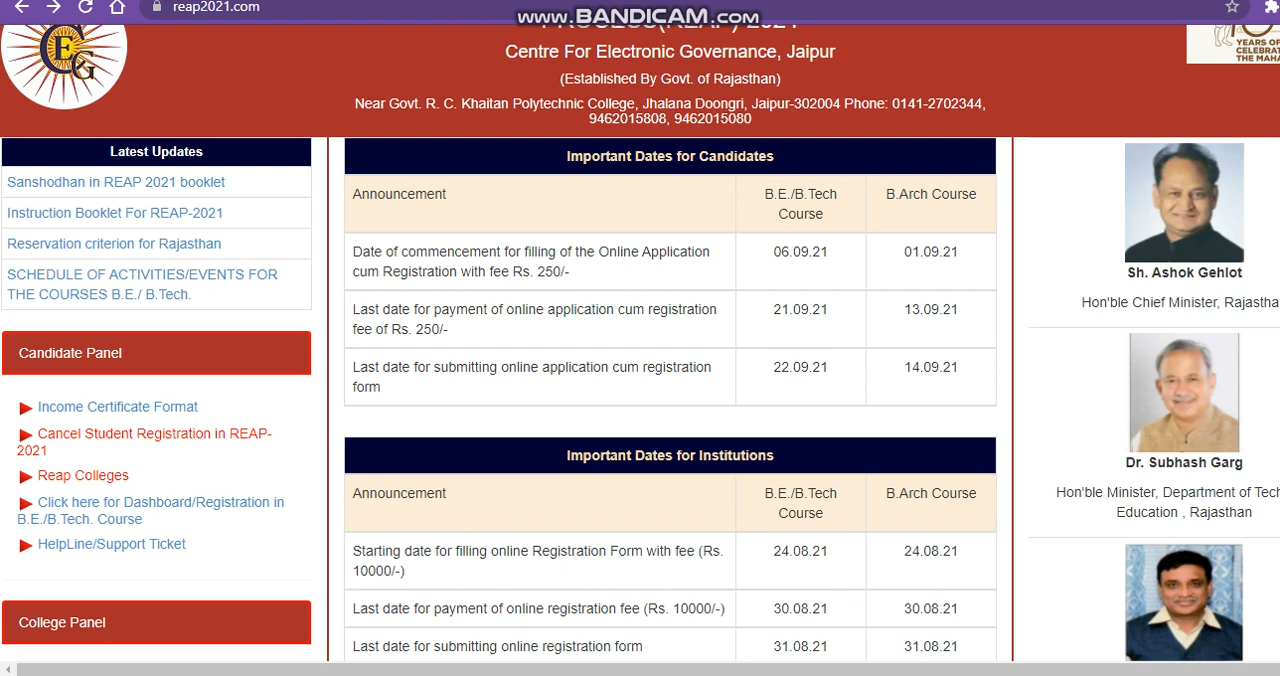 reap2021.com
www.BANDICAM.com
PROCESS(REAP) 2021
Centre For Electronic Governance, Jaipur
(Established By Govt. of Rajasthan)
Near Govt. R. C. Khaitan Polytechnic College, Jhalana Doongri, Jaipur-302004 Phone: 0141-2702344,
9462015808, 9462015080
CEG
YEARS OF
CELEBRAT
THE MAHA
Latest Updates
Sanshodhan in REAP 2021 booklet
Instruction Booklet For REAP-2021
Reservation criterion for Rajasthan
SCHEDULE OF ACTIVITIES/EVENTS FOR
THE COURSES B.E./ B.Tech.
Candidate Panel
Income Certificate Format
Cancel Student Registration in REAP-
2021
Reap Colleges
Click here for Dashboard/Registration in
B.E./B.Tech. Course
HelpLine/Support Ticket
College Panel
Important Dates for Candidates
Announcement B.E./B.Tech Course B.Arch Course
Date of commencement for filling of the Online Application 06.09.21 01.09.21
cum Registration with fee Rs. 250/-
Last date for payment of online application cum registration 21.09.21 13.09.21
fee of Rs. 250/-
Last date for submitting online application cum registration 22.09.21 14.09.21
form
Important Dates for Institutions
Announcement B.E./B.Tech Course B.Arch Course
Starting date for filling online Registration Form with fee (Rs. 24.08.21 24.08.21
10000/-)
Last date for payment of online registration fee (Rs. 10000/-) 30.08.21 30.08.21
Last date for submitting online registration form 31.08.21 31.08.21
Sh. Ashok Gehlot
Hon'ble Chief Minister, Rajastha
Dr. Subhash Garg
Hon'ble Minister, Department of Tech
Education , Rajasthan